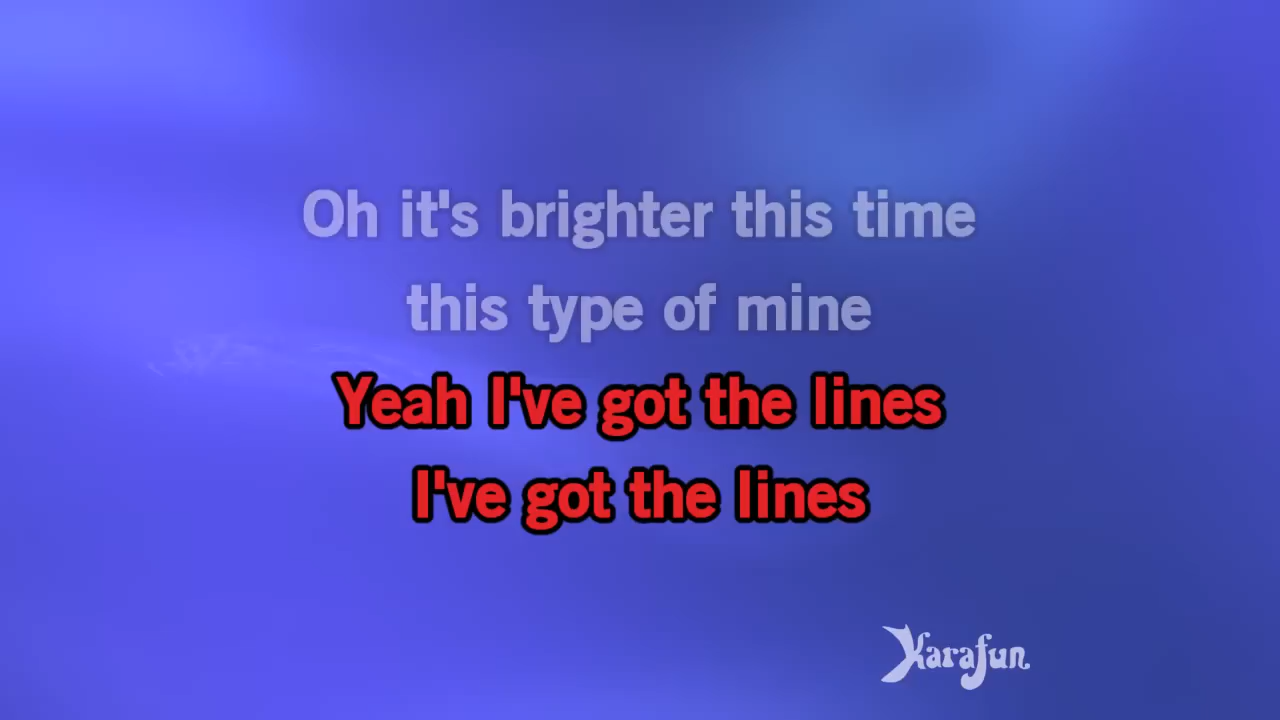 Oh it's brighter this time
this type of mine
Yeah I've got the lines
I've got the lines
Karafun